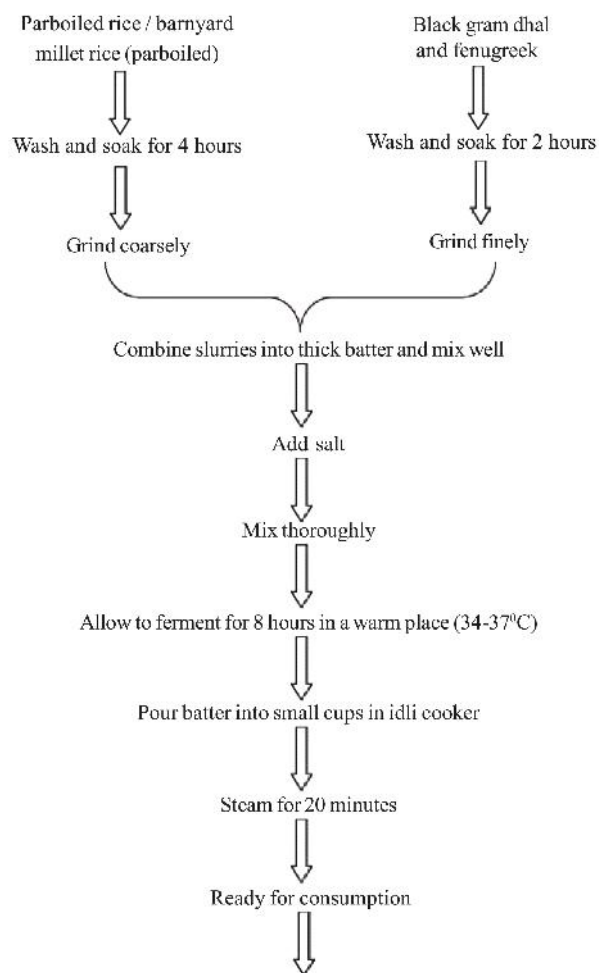 Parboiled rice / barnyard
millet rice (parboiled)
Black gram dhal
and fenugreek
Wash and soak for 4 hours
Wash and soak for 2 hours
Grind coarsely
Grind finely
Combine slurries into thick batter and mix well
Add salt
Mix thoroughly
Allow to ferment for 8 hours in a warm place (34-37⁰C)
Pour batter into small cups in idli cooker
Steam for 20 minutes
Ready for consumption